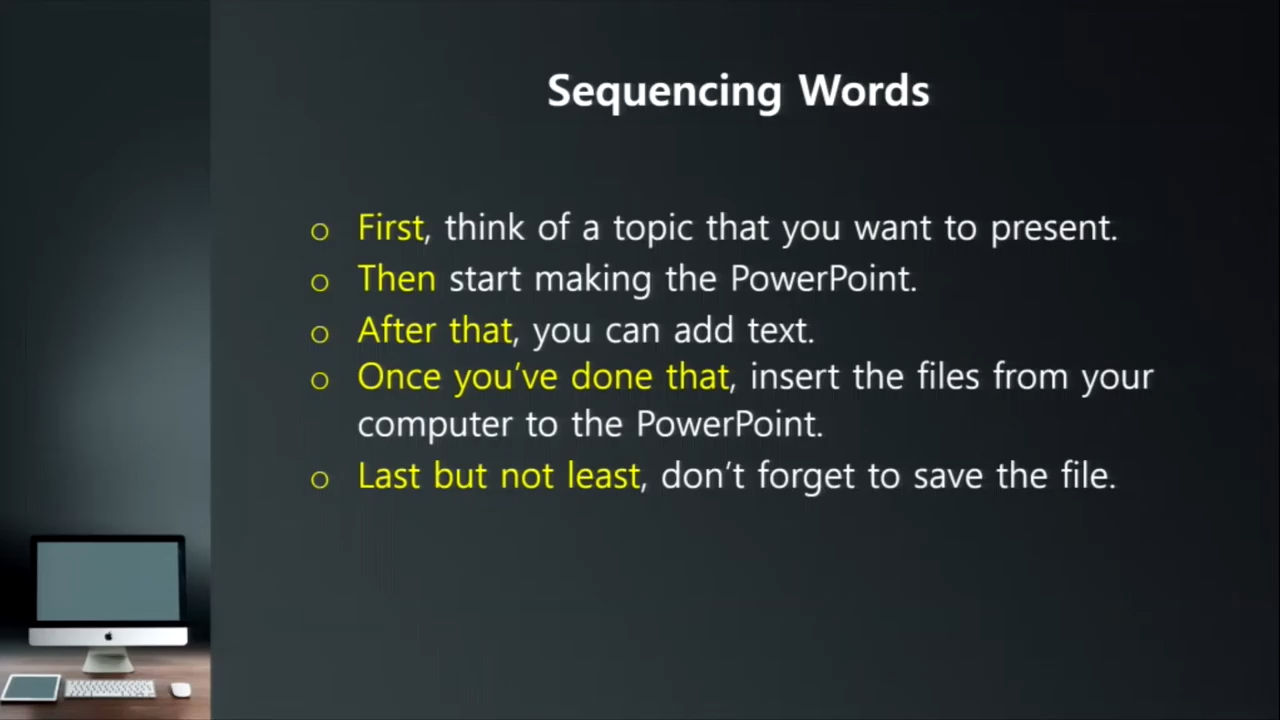 Sequencing Words
o First, think of a topic that you want to present.
o Then start making the PowerPoint.
o After that, you can add text.
o Once you’ve done that, insert the files from your
computer to the PowerPoint.
o Last but not least, don’t forget to save the file.